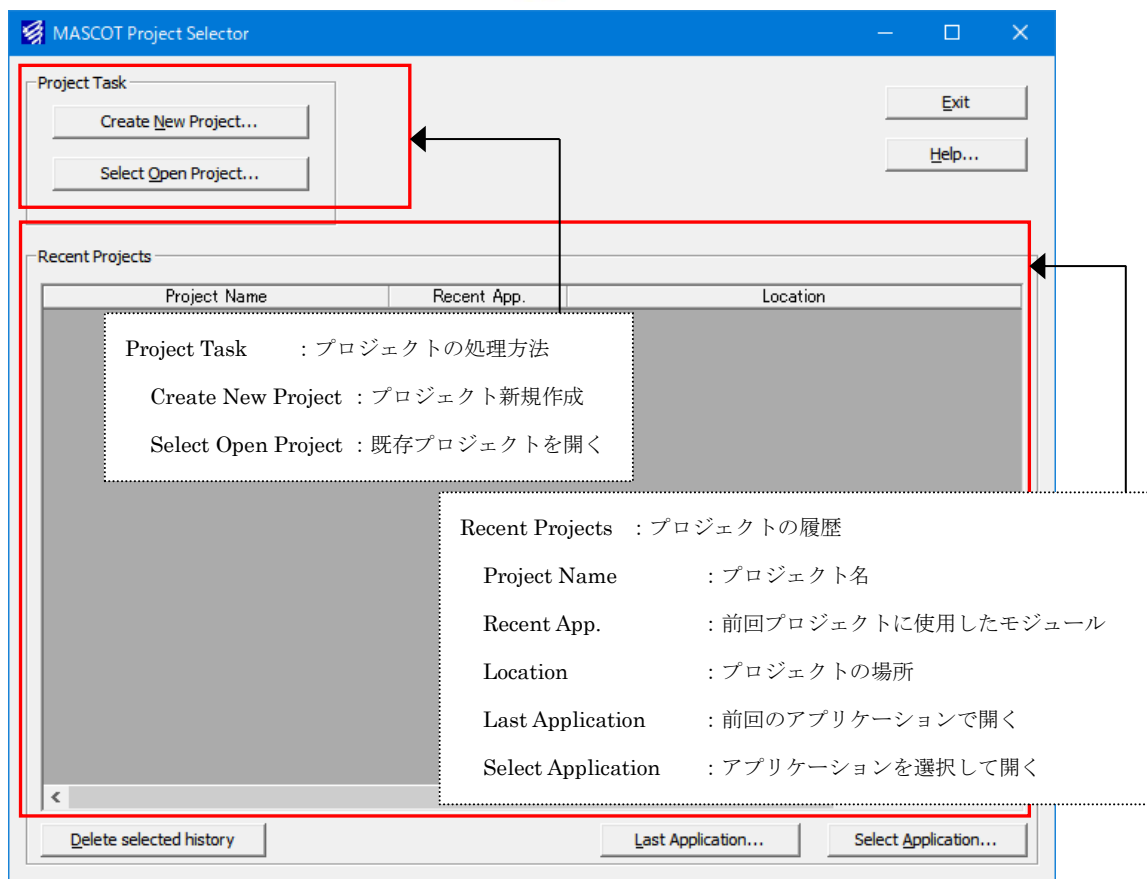 MASCOT Project Selector
Project Task
Create New Project...
Select Open Project...
Exit
Help...
Recent Projects
Project Name Recent App. Location
Project Task ：プロジェクトの処理方法
Create New Project ：プロジェクト新規作成
Select Open Project ：既存プロジェクトを開く
Recent Projects ：プロジェクトの履歴
Project Name ：プロジェクト名
Recent App. ：前回プロジェクトに使用したモジュール
Location ：プロジェクトの場所
Last Application ：前回のアプリケーションで開く
Select Application ：アプリケーションを選択して開く
Delete selected history Last Application... Select Application...